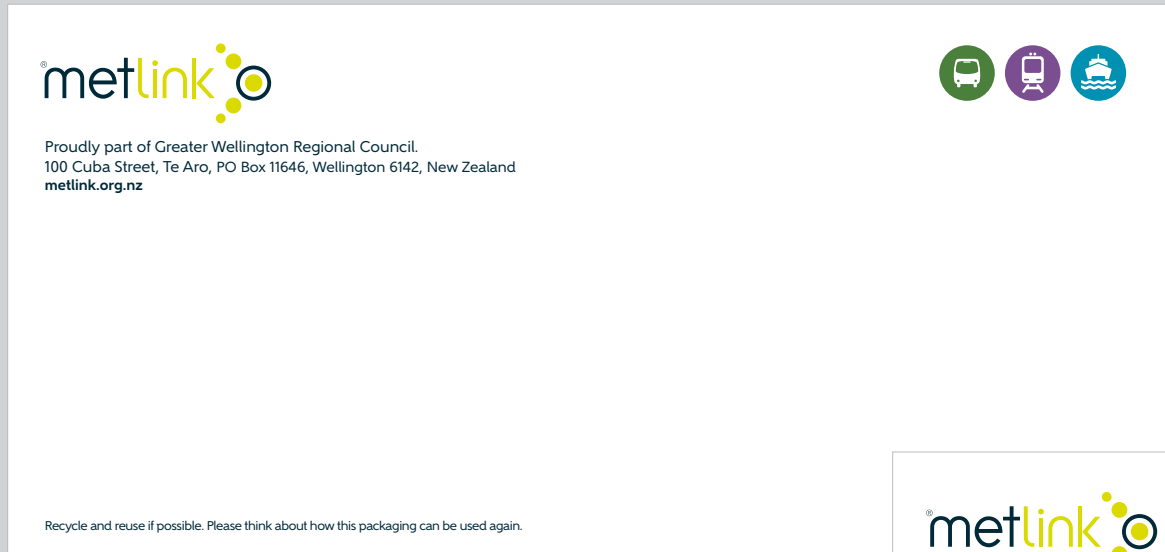 ® metlink
Proudly part of Greater Wellington Regional Council.
100 Cuba Street, Te Aro, PO Box 11646, Wellington 6142, New Zealand
metlink.org.nz
Recycle and reuse if possible. Please think about how this packaging can be used again.
® metlink